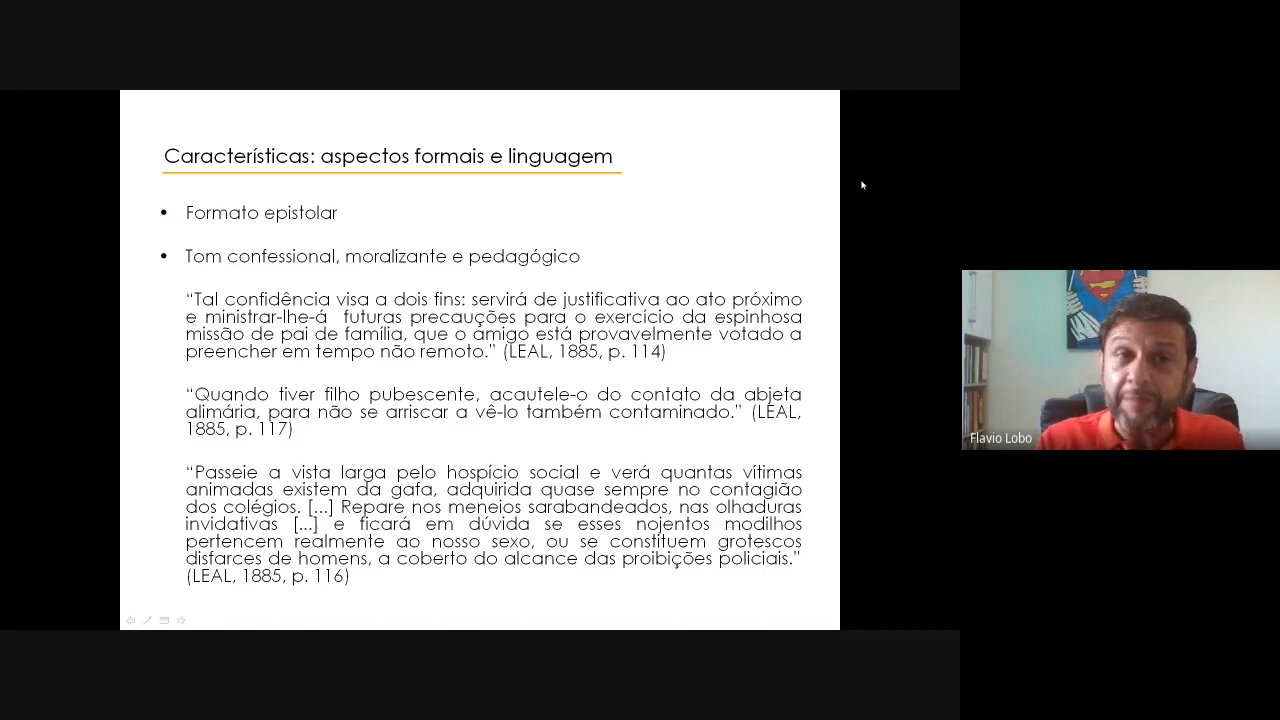 Características: aspectos formais e linguagem
• Formato epistolar
• Tom confessional, moralizante e pedagógico
“Tal confidência visa a dois fins: servirá de justificativa ao ato próximo
e ministrar-lhe-á futuras precauções para o exercício da espinhosa
missão de pai de família, que o amigo está provavelmente votado a
preencher em tempo não remoto.” (LEAL, 1885, p. 114)
“Quando tiver filho pubescente, acautele-o do contato da abjeta
alimária, para não se arriscar a vê-lo também contaminado.” (LEAL,
1885, p. 117)
“Passeie a vista larga pelo hospício social e verá quantas vítimas
animadas existem da gafa, adquirida quase sempre no contagião
dos colégios. [...] Repare nos meneios sarabandeados, nas olhaduras
invidativas [...] e ficará em dúvida se esses nojentos modilhos
pertencem realmente ao nosso sexo, ou se constituem grotescos
disfarces de homens, a coberto do alcance das proibições policiais.”
(LEAL, 1885, p. 116)
Flavio Lobo